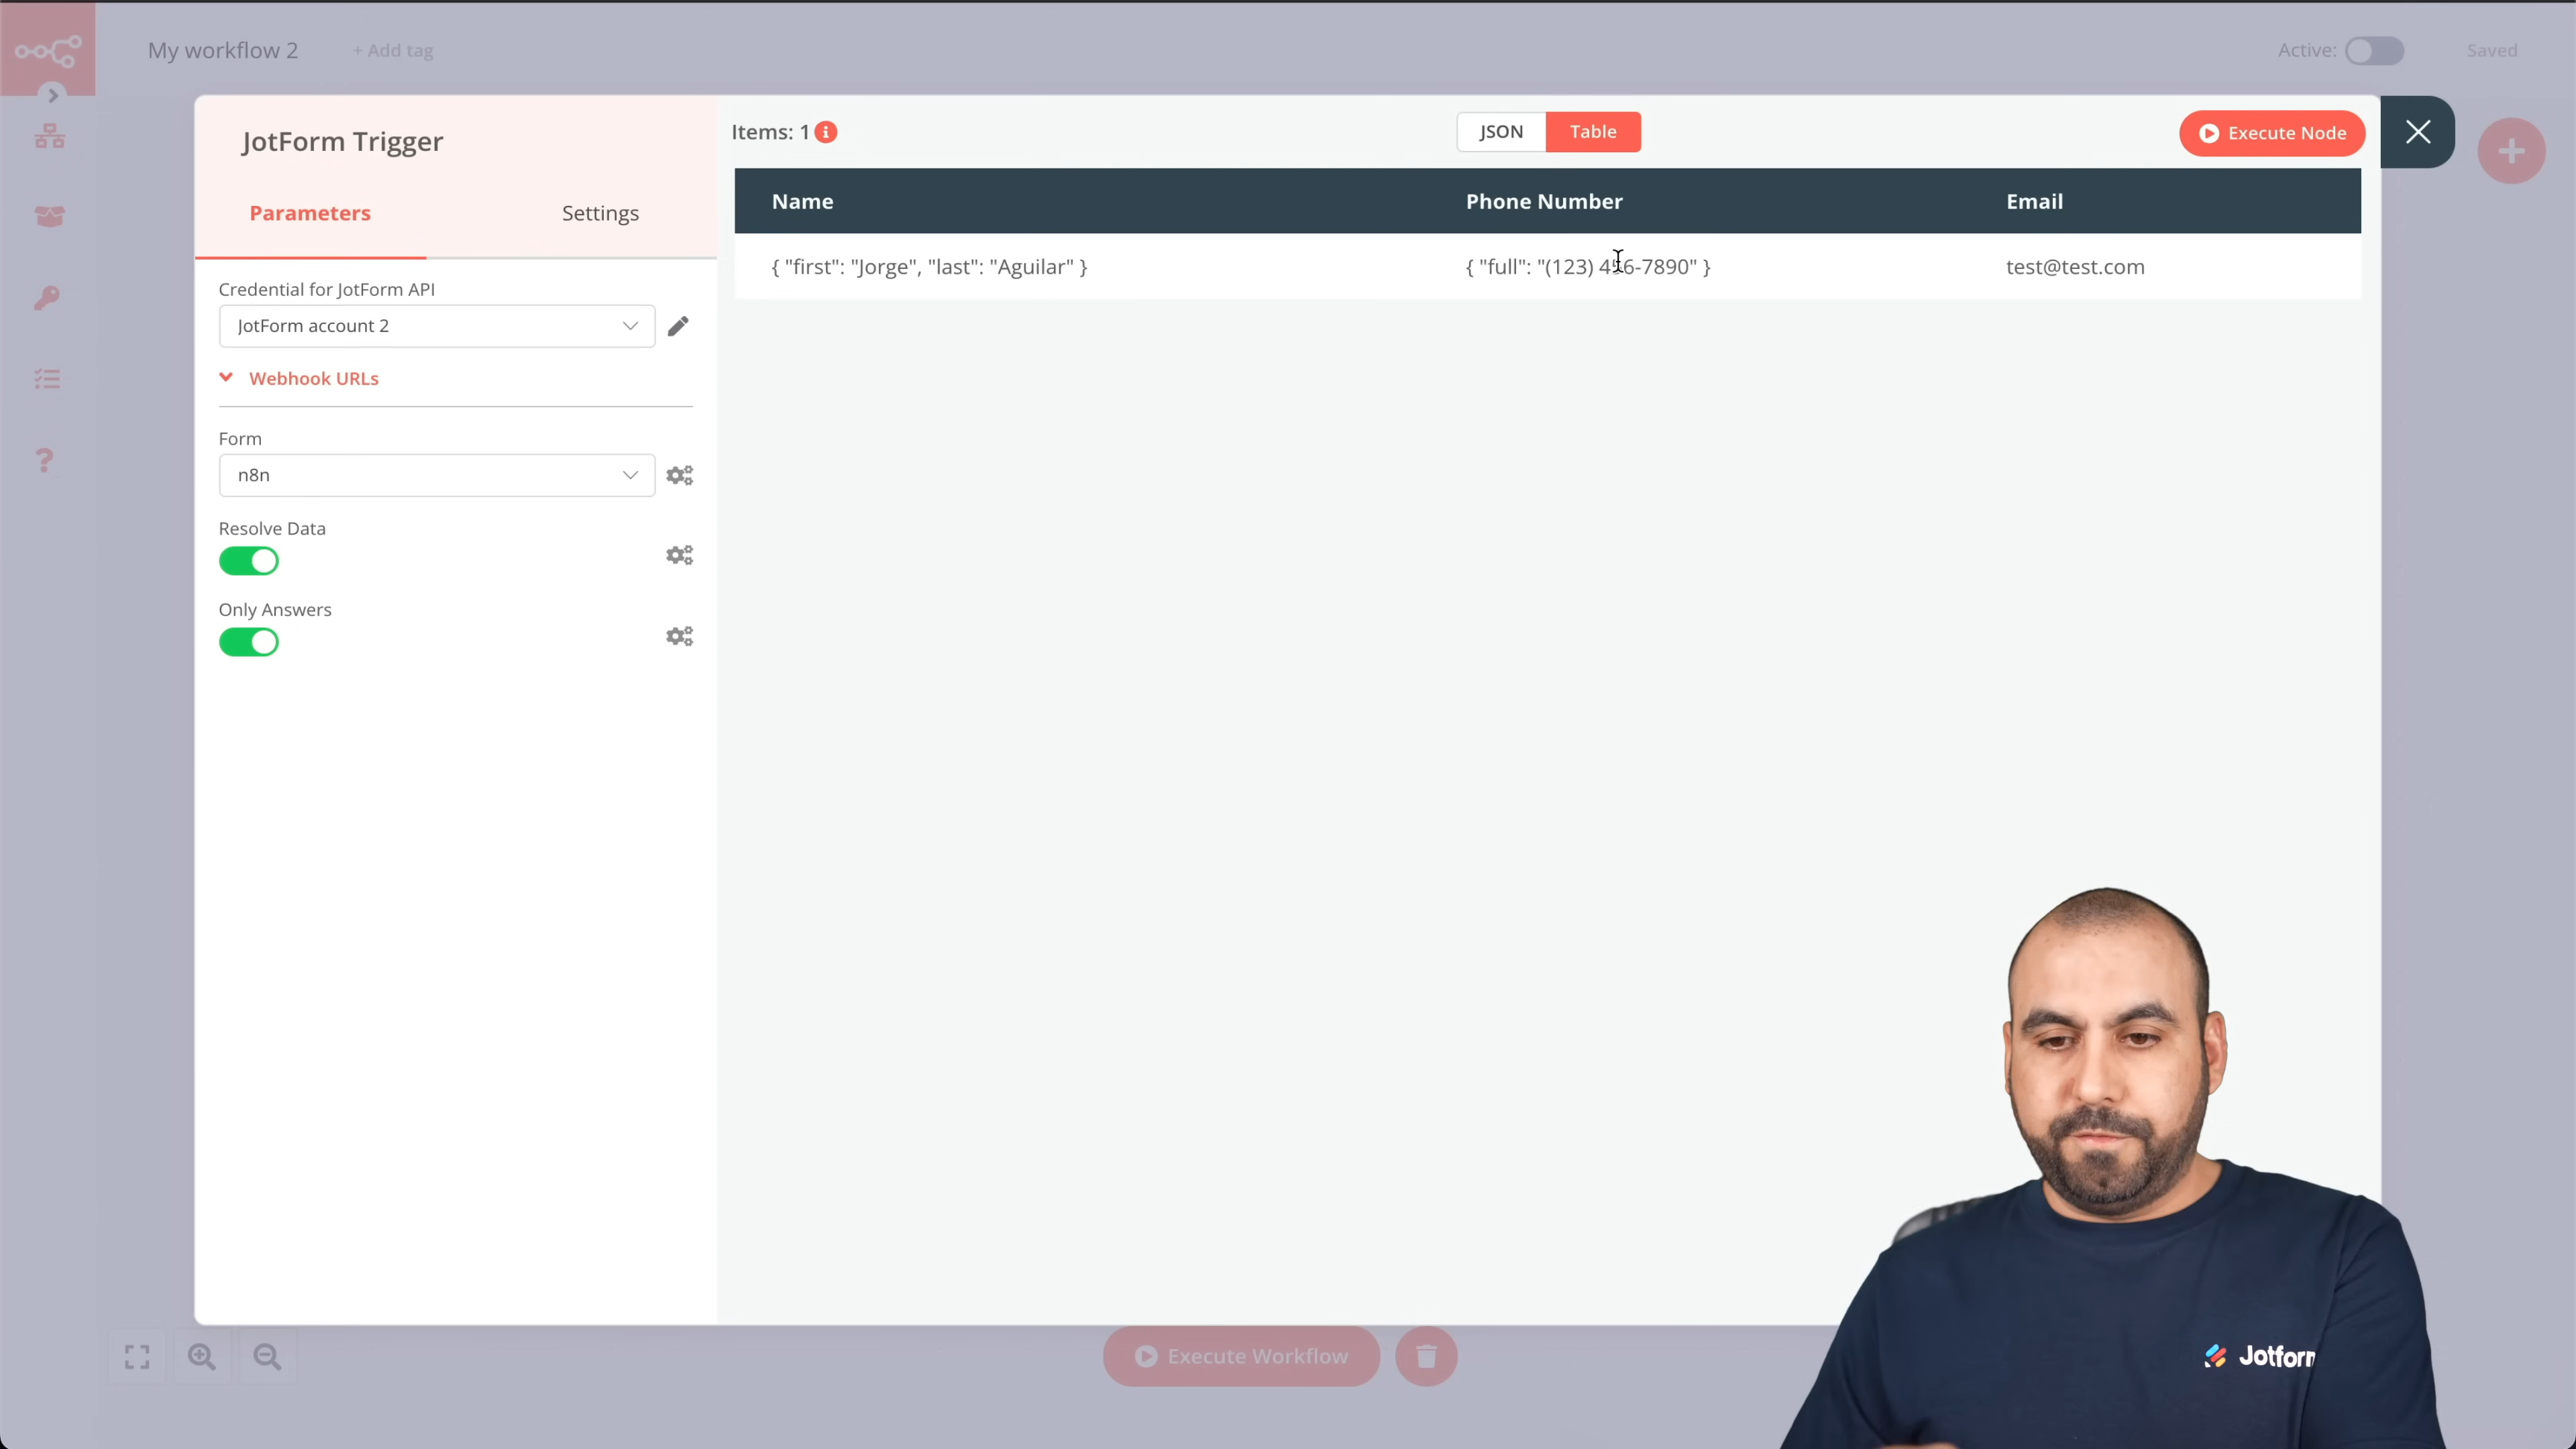 My workflow 2
+ Add tag
Active:
Saved
JotForm Trigger
Parameters
Settings
Credential for JotForm API
JotForm account 2
Webhook URLs
Form
n8n
Resolve Data
Only Answers
Items: 1
JSON
Table
Execute Node
Name
Phone Number
Email
{ "first": "Jorge", "last": "Aguilar" }
{ "full": "(123) 456-7890" }
test@test.com
Execute Workflow
Jotform